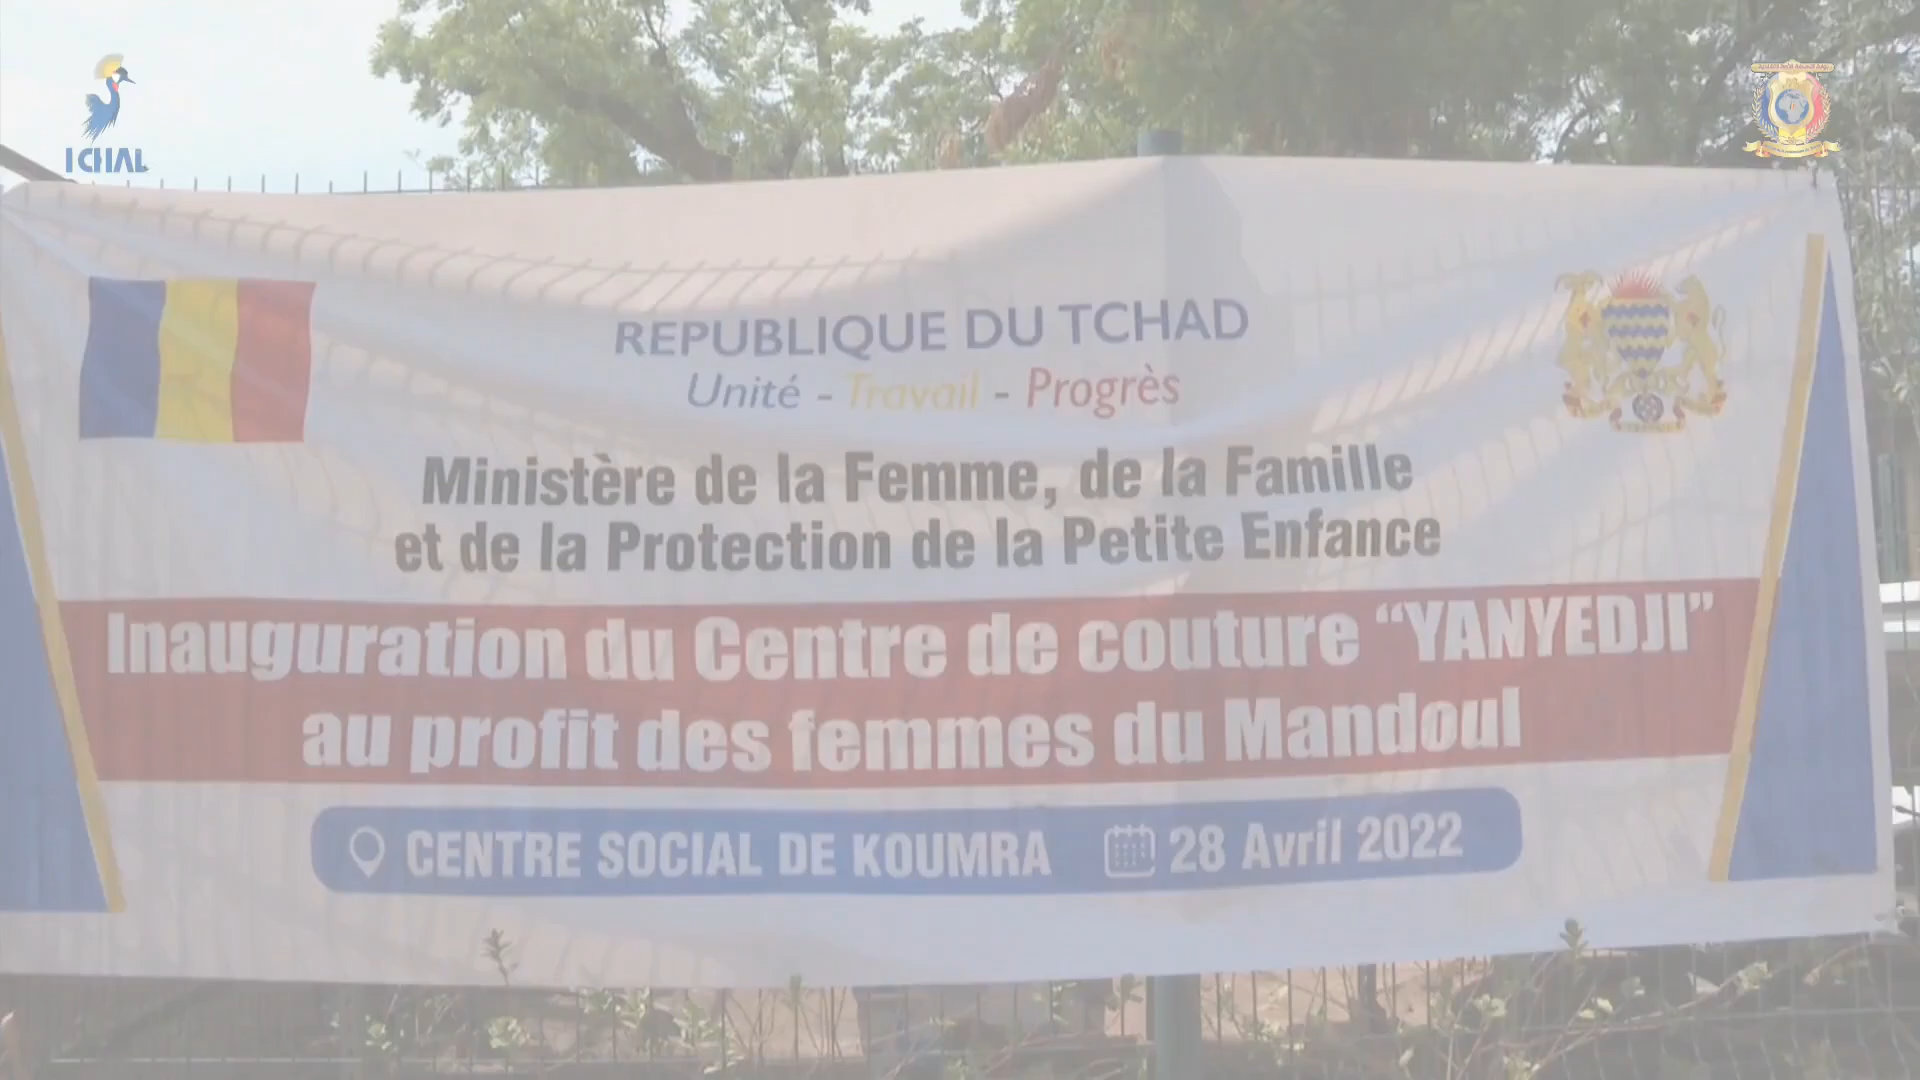 ICHAL
REPUBLIQUE DU TCHAD
Unité - Travail - Progrès
Ministère de la Femme, de la Famille
et de la Protection de la Petite Enfance
Inauguration du Centre de couture “YANYEDJI”
au profit des femmes du Mandoul
CENTRE SOCIAL DE KOUMRA 28 Avril 2022